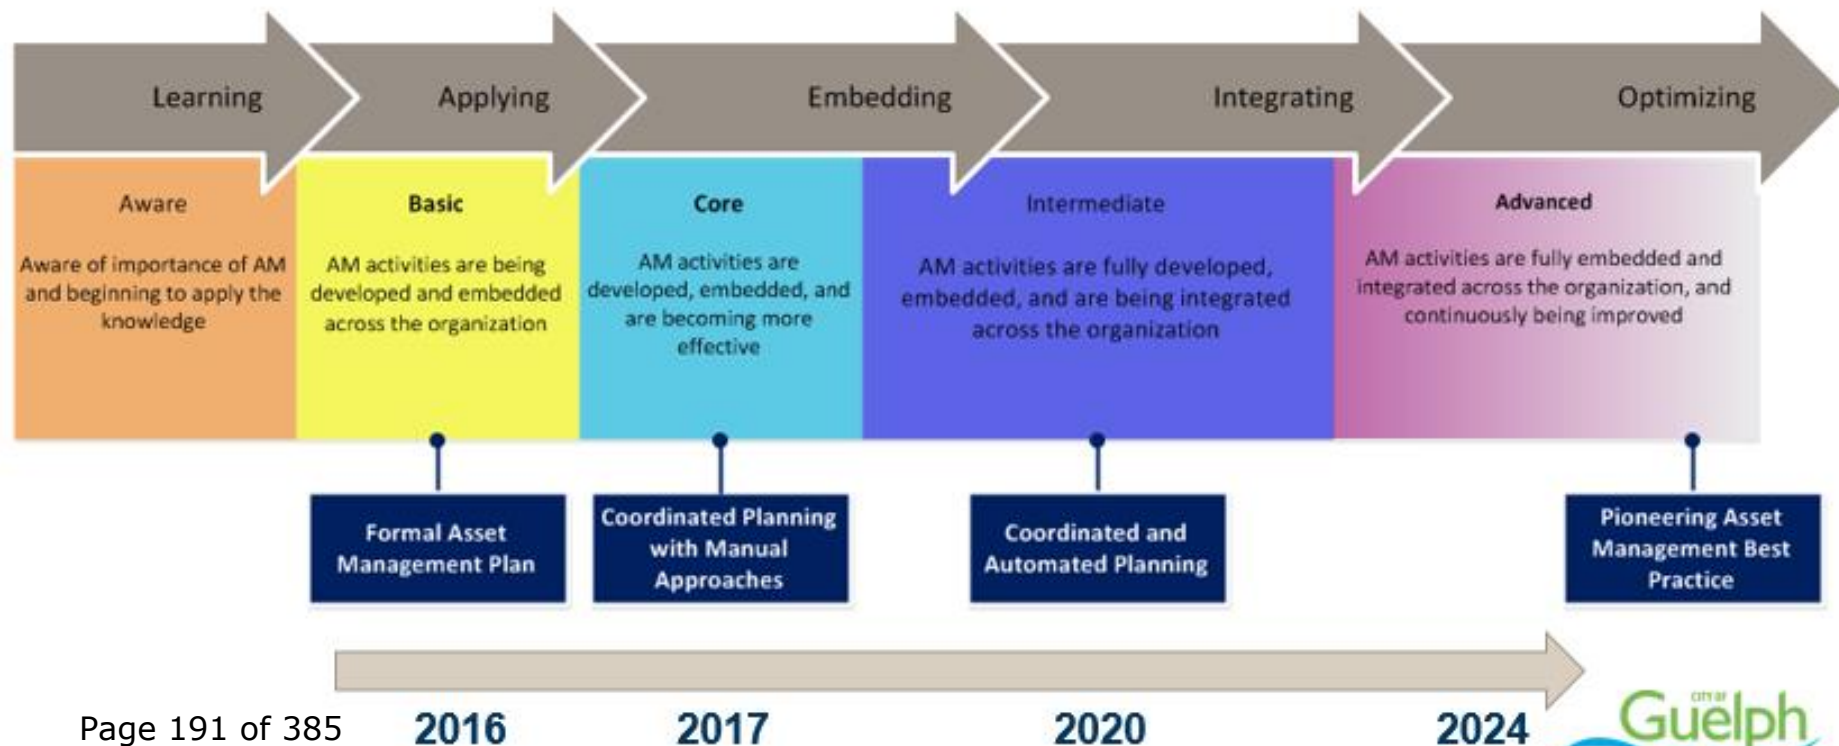 Learning
Applying
Embedding
Integrating
Optimizing
Aware
Aware of importance of AM
and beginning to apply the
knowledge
Basic
AM activities are being
developed and embedded
across the organization
Core
AM activities are
developed, embedded, and
are becoming more
effective
Intermediate
AM activities are fully developed,
embedded, and are being integrated
across the organization
Advanced
AM activities are fully embedded and
integrated across the organization, and
continuously being improved
Formal Asset
Management Plan
Coordinated Planning
with Manual
Approaches
Coordinated and
Automated Planning
Pioneering Asset
Management Best
Practice
Page 191 of 385
2016
2017
2020
2024
CITY OF
Guelph